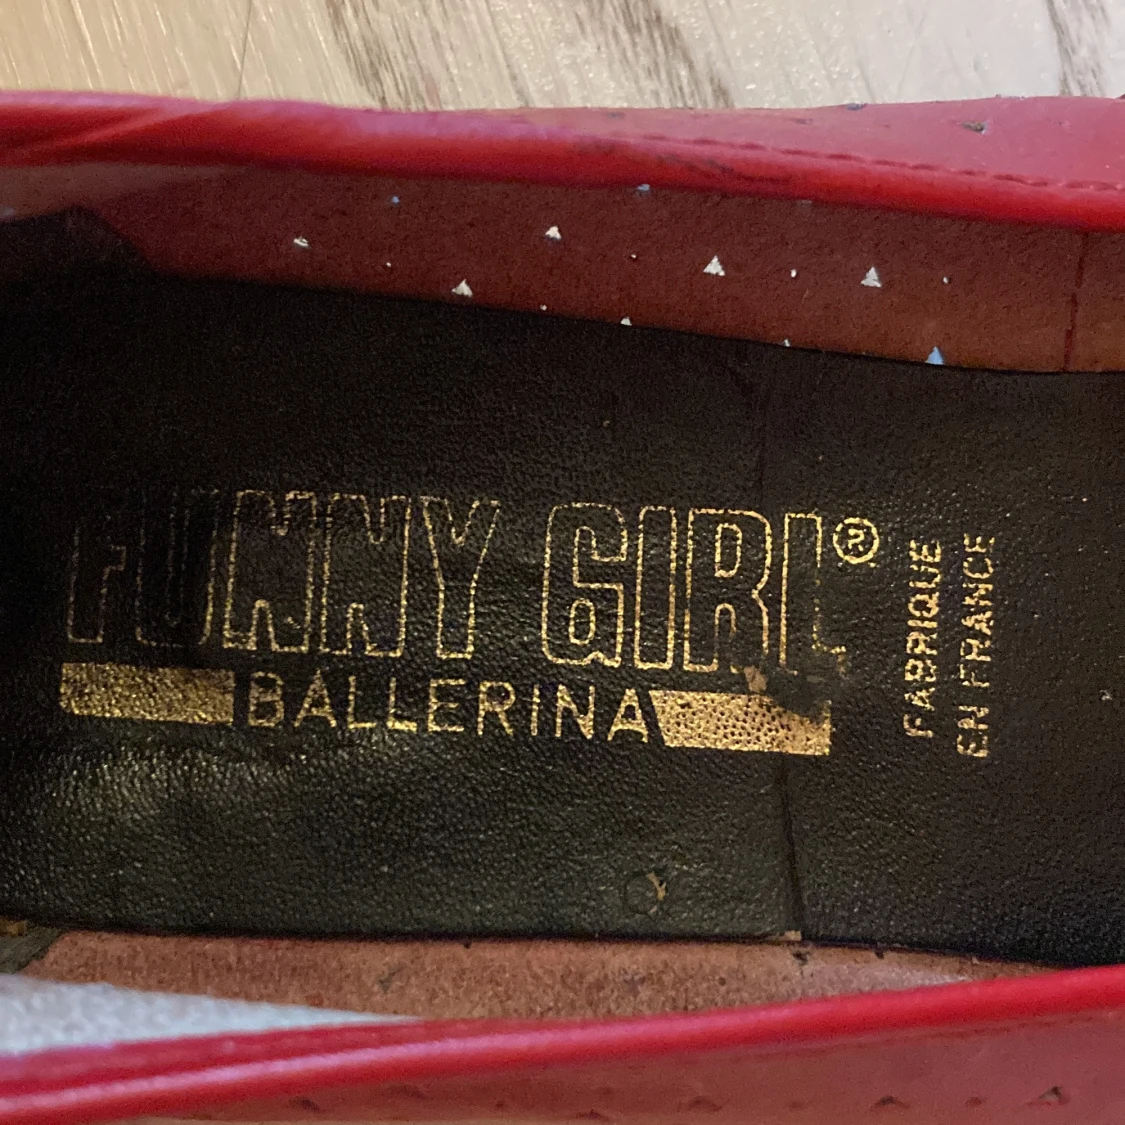 FUNNY GIRL®
BALLERINA
FABRIQUE
EN FRANCE